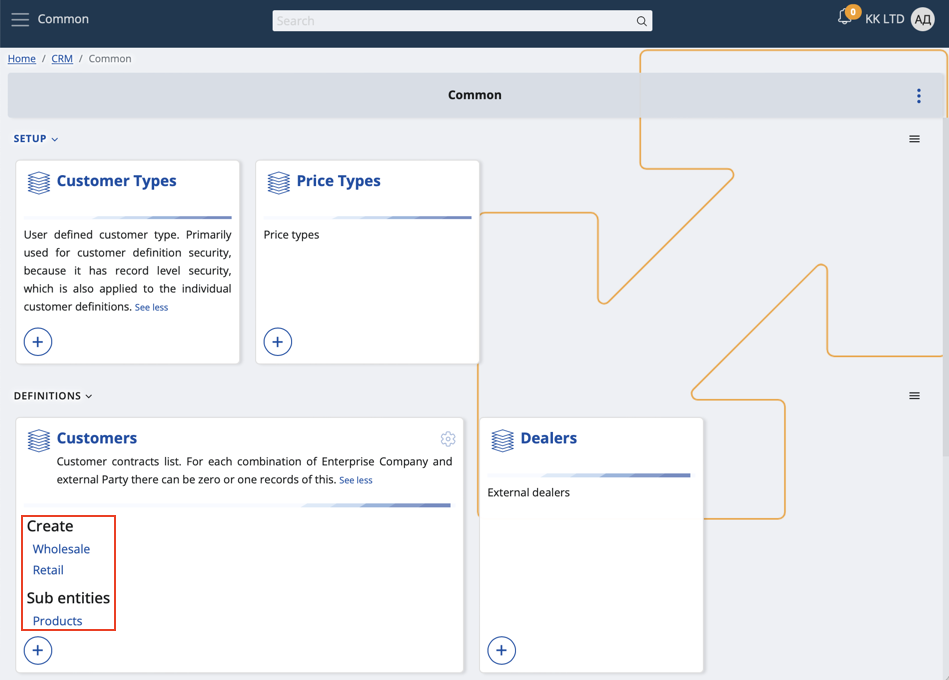 Common
Search
0
KK LTD
АД
Home / CRM / Common
Common
SETUP
Customer Types
User defined customer type. Primarily
used for customer definition security,
because it has record level security,
which is also applied to the individual
customer definitions. See less
Price Types
Price types
DEFINITIONS
Customers
Customer contracts list. For each combination of Enterprise Company and
external Party there can be zero or one records of this. See less
Create
Wholesale
Retail
Sub entities
Products
Dealers
External dealers